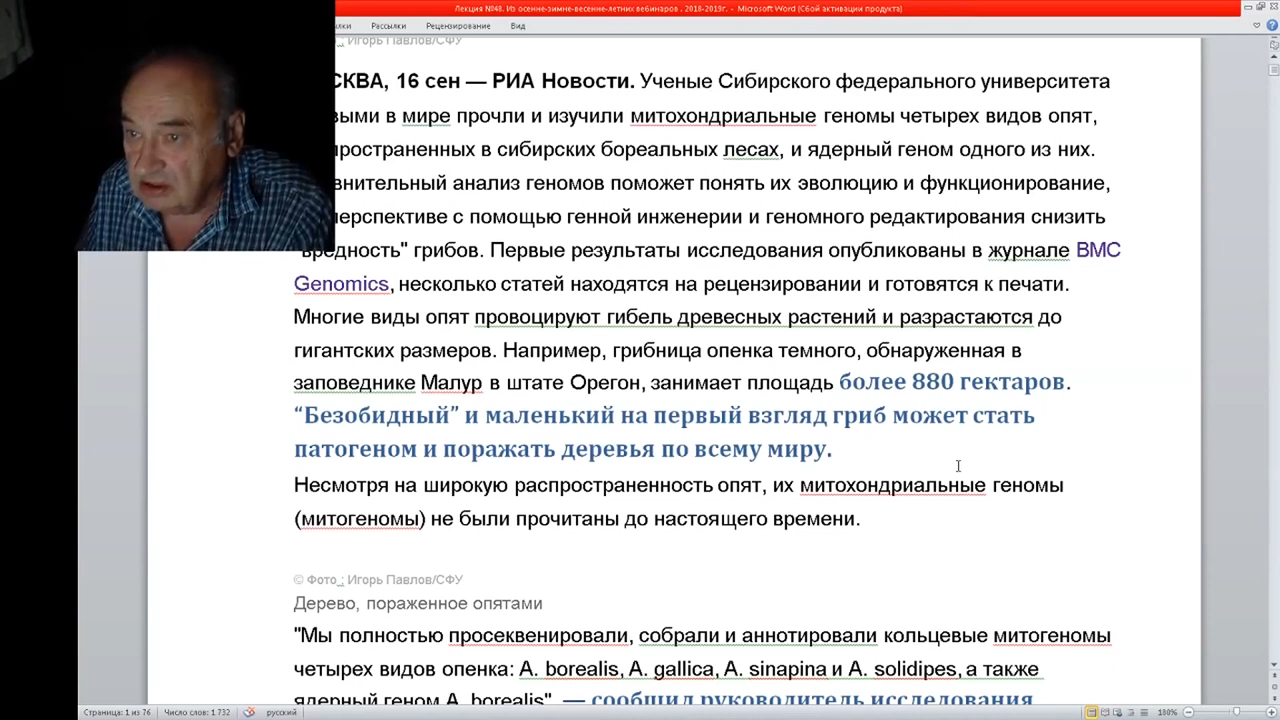 Лекция №48. Из осенне-зимне-весенне-летних вебинаров , 2018-2019г. - Microsoft Word (Сбой активации продукта)
Рассылки Рецензирование Вид
Игорь Павлов/СФУ
16 сен — РИА Новости. Ученые Сибирского федерального университета
в мире прочли и изучили митохондриальные геномы четырех видов опят,
в сибирских бореальных лесах, и ядерный геном одного из них.
анализ геномов поможет понять их эволюцию и функционирование,
с помощью генной инженерии и геномного редактирования снизить
"вредность" грибов. Первые результаты исследования опубликованы в журнале BMC
Genomics, несколько статей находятся на рецензировании и готовятся к печати.
Многие виды опят провоцируют гибель древесных растений и разрастаются до
гигантских размеров. Например, грибница опенка темного, обнаруженная в
заповеднике Малур в штате Орегон, занимает площадь более 880 гектаров.
“Безобидный” и маленький на первый взгляд гриб может стать
патогеном и поражать деревья по всему миру.
Несмотря на широкую распространенность опят, их митохондриальные геномы
(митогеномы) не были прочитаны до настоящего времени.
© Фото : Игорь Павлов/СФУ
Дерево, пораженное опятами
"Мы полностью просеквенировали, собрали и аннотировали кольцевые митогеномы
четырех видов опенка: A. borealis, A. gallica, A. sinapina и A. solidipes, а также
ядерный геном A. borealis", — сообщил руководитель исследования
Страница: 1 из 76 Число слов: 1 732 русский 180%